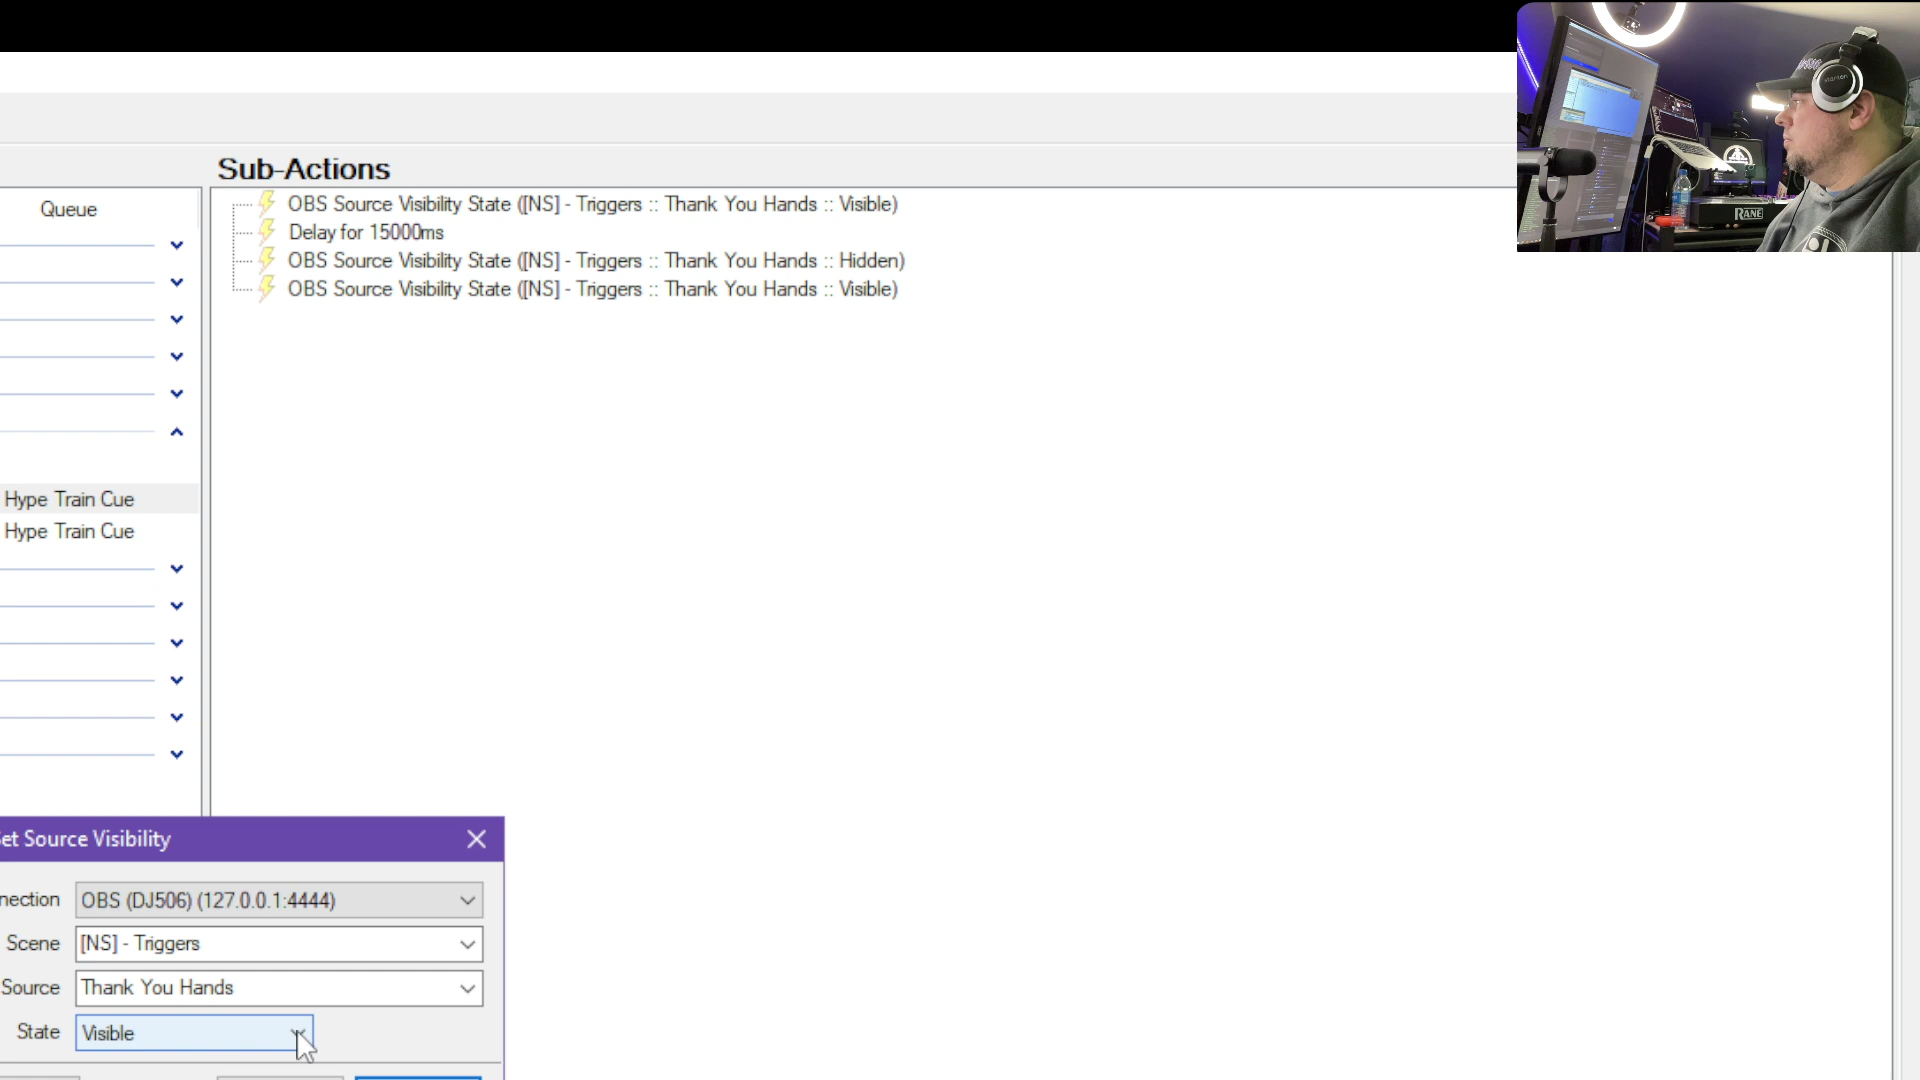 Sub-Actions
Queue
OBS Source Visibility State ([NS] - Triggers :: Thank You Hands :: Visible)
Delay for 15000ms
OBS Source Visibility State ([NS] - Triggers :: Thank You Hands :: Hidden)
OBS Source Visibility State ([NS] - Triggers :: Thank You Hands :: Visible)
Hype Train Cue
Hype Train Cue
et Source Visibility
nection OBS (DJ506) (127.0.0.1:4444)
Scene [NS] - Triggers
Source Thank You Hands
State Visible
RANE